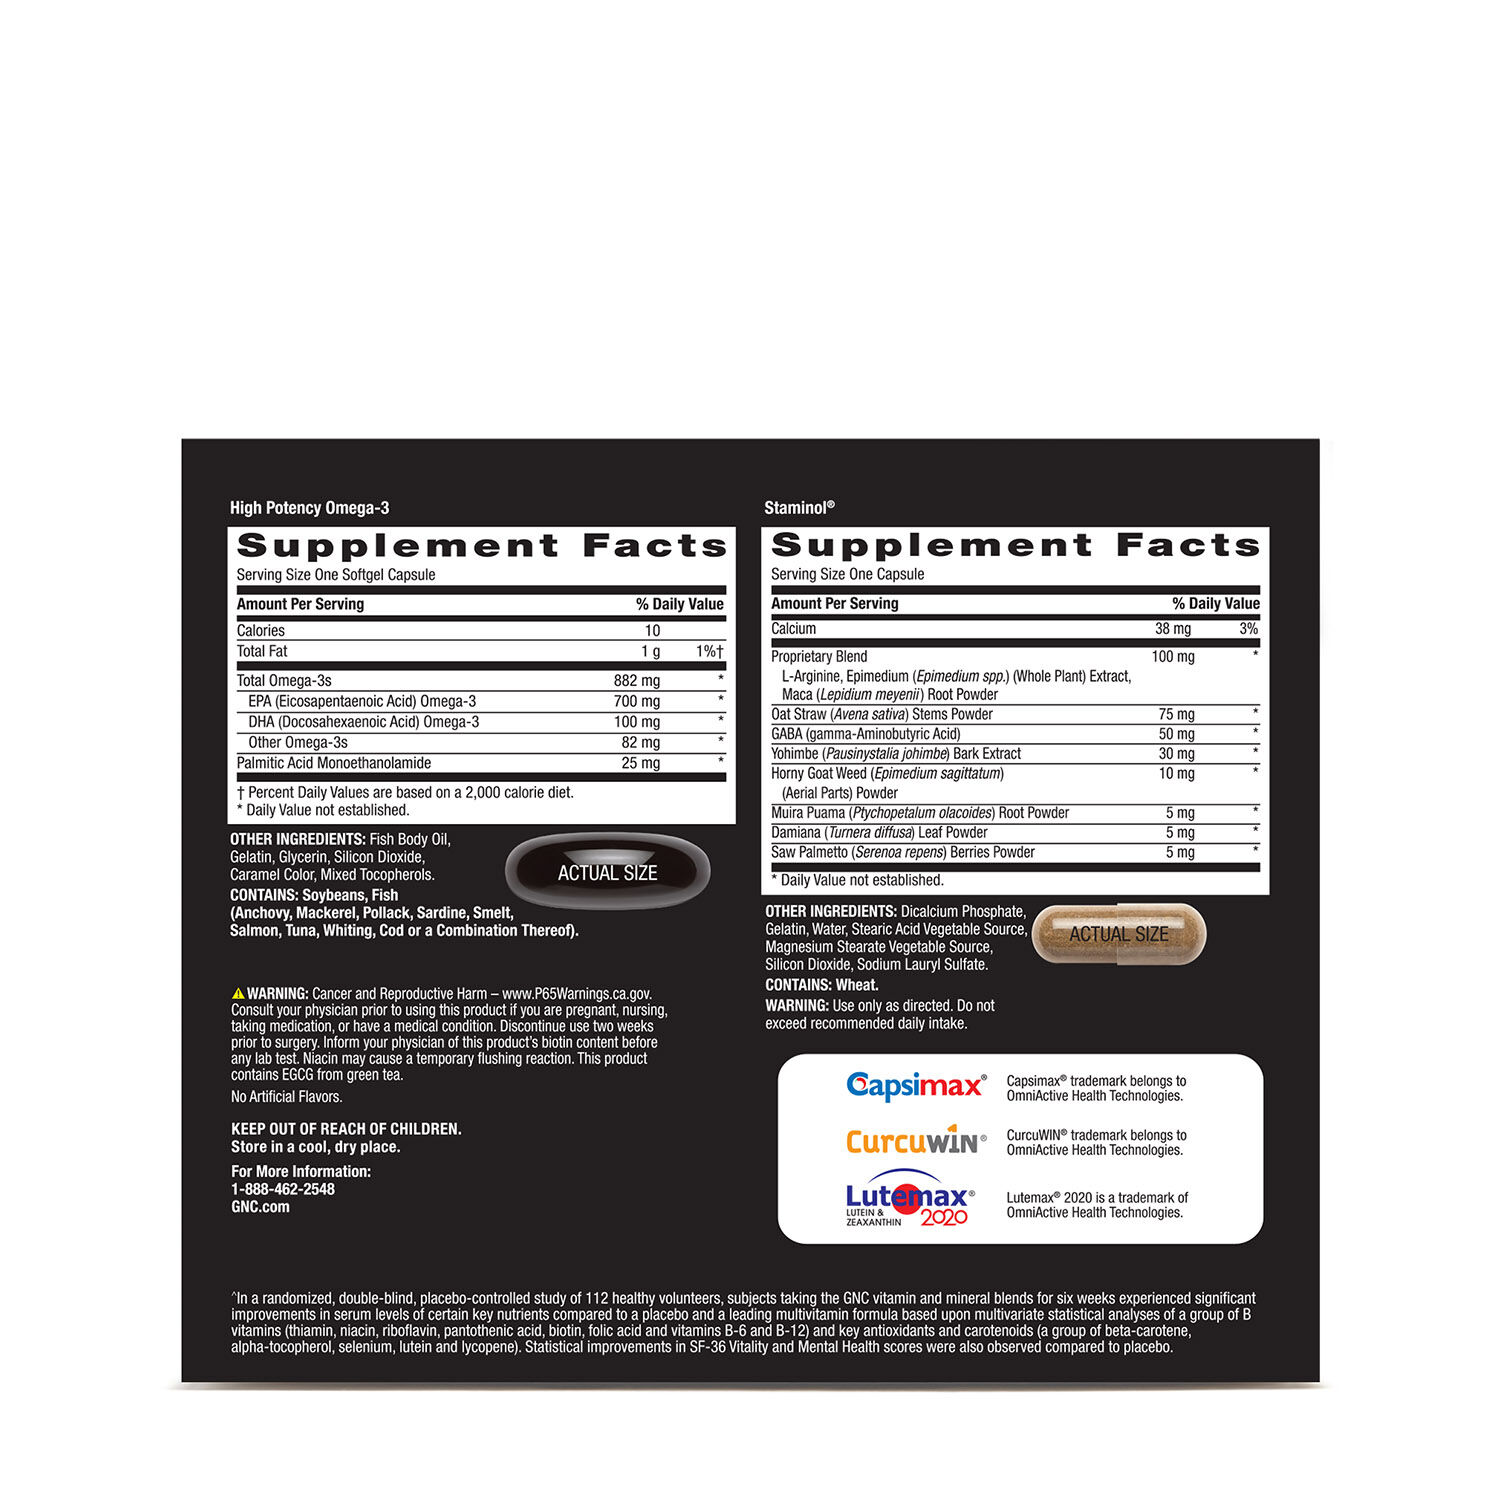 High Potency Omega-3
Supplement Facts
Serving Size One Softgel Capsule
Amount Per Serving % Daily Value
Calories 10
Total Fat 1 g 1%†
Total Omega-3s 882 mg *
EPA (Eicosapentaenoic Acid) Omega-3 700 mg *
DHA (Docosahexaenoic Acid) Omega-3 100 mg *
Other Omega-3s 82 mg *
Palmitic Acid Monoethanolamide 25 mg *
† Percent Daily Values are based on a 2,000 calorie diet.
* Daily Value not established.
OTHER INGREDIENTS: Fish Body Oil,
Gelatin, Glycerin, Silicon Dioxide,
Caramel Color, Mixed Tocopherols.
CONTAINS: Soybeans, Fish
(Anchovy, Mackerel, Pollack, Sardine, Smelt,
Salmon, Tuna, Whiting, Cod or a Combination Thereof).
ACTUAL SIZE
WARNING: Cancer and Reproductive Harm – www.P65Warnings.ca.gov.
Consult your physician prior to using this product if you are pregnant, nursing,
taking medication, or have a medical condition. Discontinue use two weeks
prior to surgery. Inform your physician of this product's biotin content before
any lab test. Niacin may cause a temporary flushing reaction. This product
contains EGCG from green tea.
No Artificial Flavors.
KEEP OUT OF REACH OF CHILDREN.
Store in a cool, dry place.
For More Information:
1-888-462-2548
GNC.com
Staminol®
Supplement Facts
Serving Size One Capsule
Amount Per Serving % Daily Value
Calcium 38 mg 3%
Proprietary Blend 100 mg *
L-Arginine, Epimedium (Epimedium spp.) (Whole Plant) Extract,
Maca (Lepidium meyenii) Root Powder
Oat Straw (Avena sativa) Stems Powder 75 mg *
GABA (gamma-Aminobutyric Acid) 50 mg *
Yohimbe (Pausinystalia johimbe) Bark Extract 30 mg *
Horny Goat Weed (Epimedium sagittatum) 10 mg *
(Aerial Parts) Powder
Muira Puama (Ptychopetalum olacoides) Root Powder 5 mg *
Damiana (Turnera diffusa) Leaf Powder 5 mg *
Saw Palmetto (Serenoa repens) Berries Powder 5 mg *
* Daily Value not established.
OTHER INGREDIENTS: Dicalcium Phosphate,
Gelatin, Water, Stearic Acid Vegetable Source,
Magnesium Stearate Vegetable Source,
Silicon Dioxide, Sodium Lauryl Sulfate.
CONTAINS: Wheat.
WARNING: Use only as directed. Do not
exceed recommended daily intake.
ACTUAL SIZE
Capsimax®
Capsimax® trademark belongs to
OmniActive Health Technologies.
CurcuWIN®
CurcuWIN® trademark belongs to
OmniActive Health Technologies.
Lutemax®
LUTEIN &
ZEAXANTHIN 2020
Lutemax® 2020 is a trademark of
OmniActive Health Technologies.
^In a randomized, double-blind, placebo-controlled study of 112 healthy volunteers, subjects taking the GNC vitamin and mineral blends for six weeks experienced significant
improvements in serum levels of certain key nutrients compared to a placebo and a leading multivitamin formula based upon multivariate statistical analyses of a group of B
vitamins (thiamin, niacin, riboflavin, pantothenic acid, biotin, folic acid and vitamins B-6 and B-12) and key antioxidants and carotenoids (a group of beta-carotene,
alpha-tocopherol, selenium, lutein and lycopene). Statistical improvements in SF-36 Vitality and Mental Health scores were also observed compared to placebo.